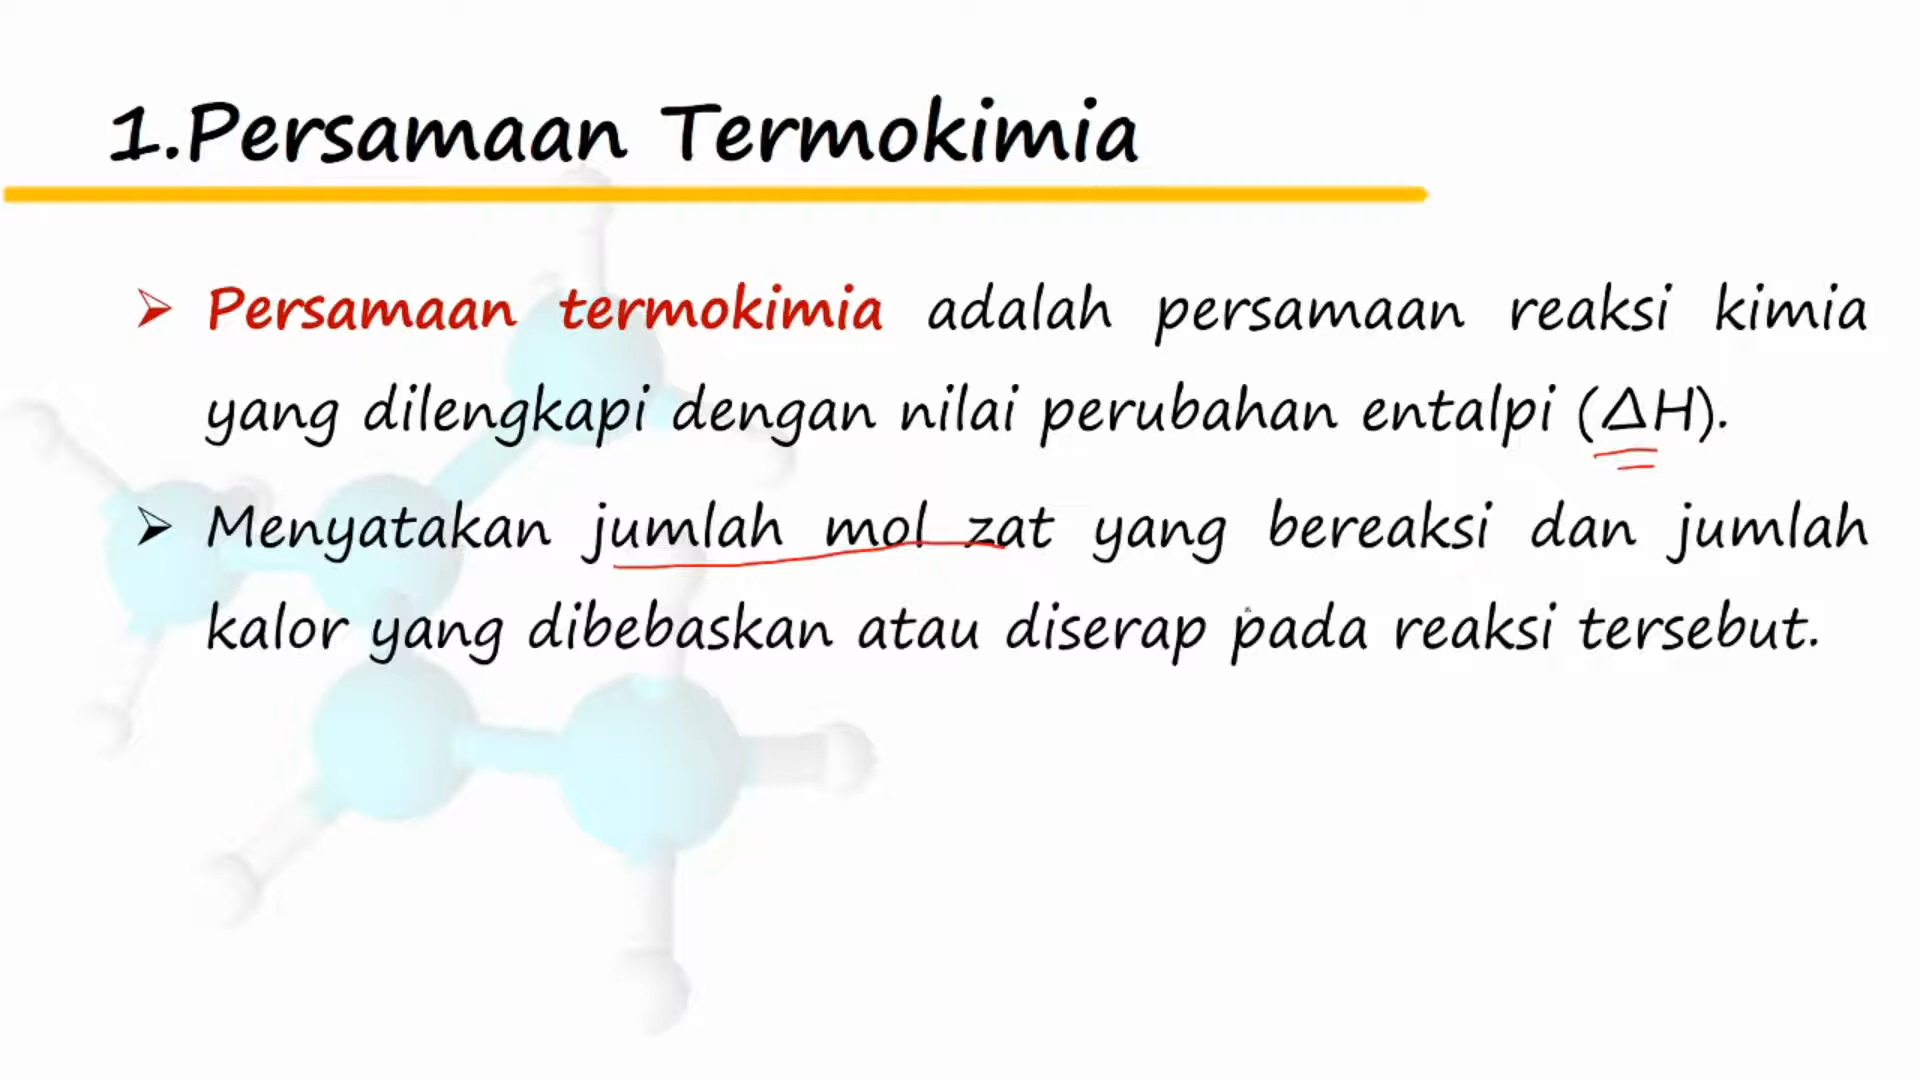 1.Persamaan Termokimia
Persamaan termokimia adalah persamaan reaksi kimia
yang dilengkapi dengan nilai perubahan entalpi (ΔH).
Menyatakan jumlah mol zat yang bereaksi dan jumlah
kalor yang dibebaskan atau diserap pada reaksi tersebut.